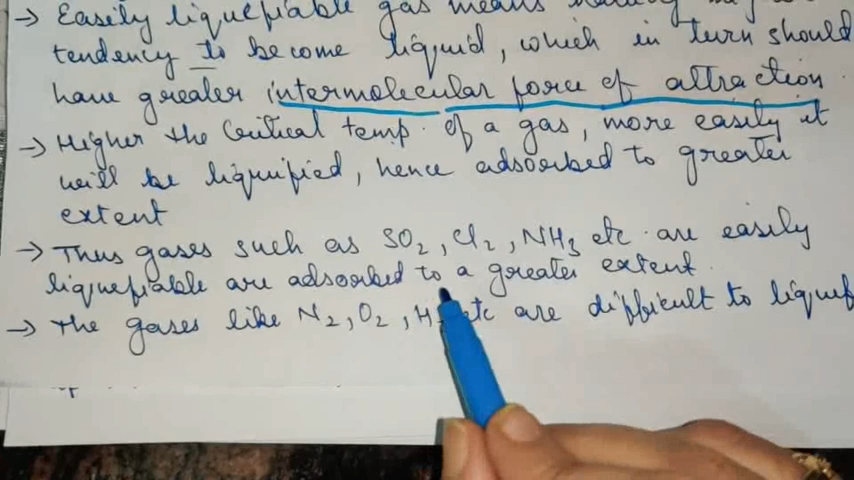 → Easily liquefiable gas means
tendency to become liquid, which in turn should
have greater intermolecular force of attraction.
→ Higher the Critical temp. of a gas, more easily it
will be liquified, hence adsorbed to greater
extent
→ Thus gases such as SO2, Cl2, NH3 etc. are easily
liquefiable are adsorbed to a greater extent.
→ The gases like N2, O2, H2 etc are difficult to liquef